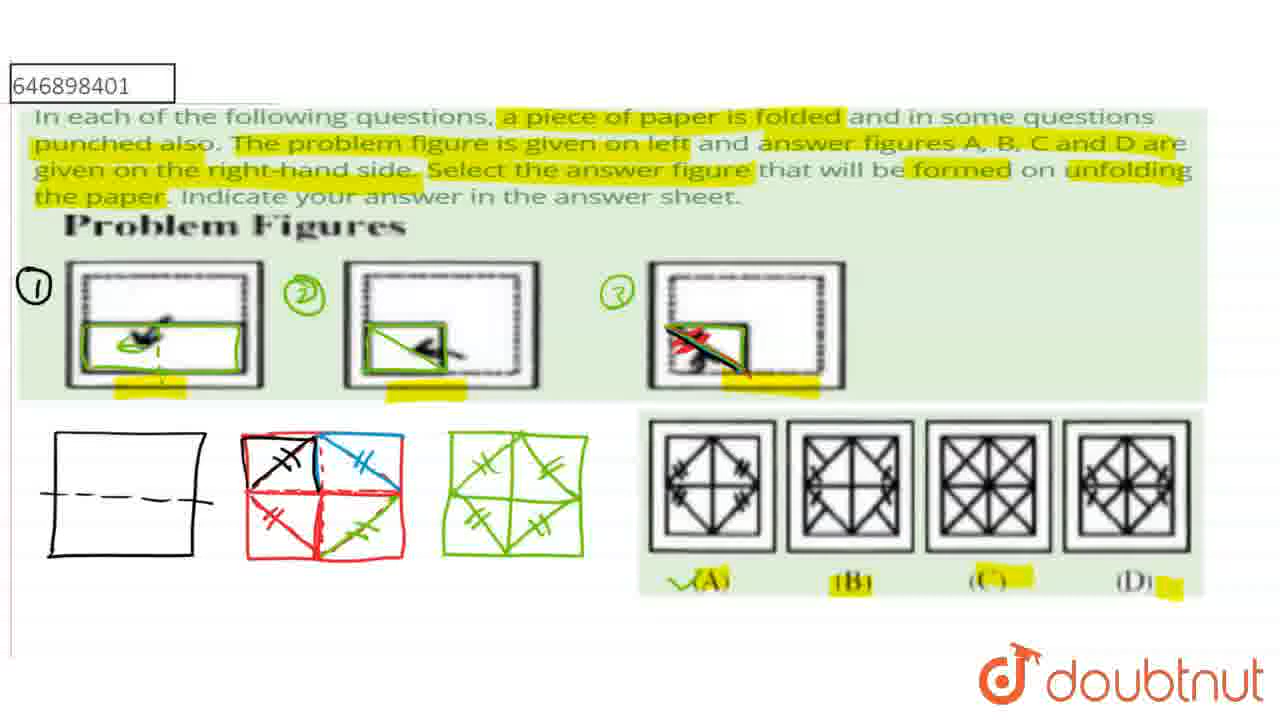 646898401
In each of the following questions, a piece of paper is folded and in some questions
punched also. The problem figure is given on left and answer figures A, B, C and D are
given on the right-hand side. Select the answer figure that will be formed on unfolding
the paper. Indicate your answer in the answer sheet.
Problem Figures
1 2 3
(A) (B) (C) (D)
doubtnut